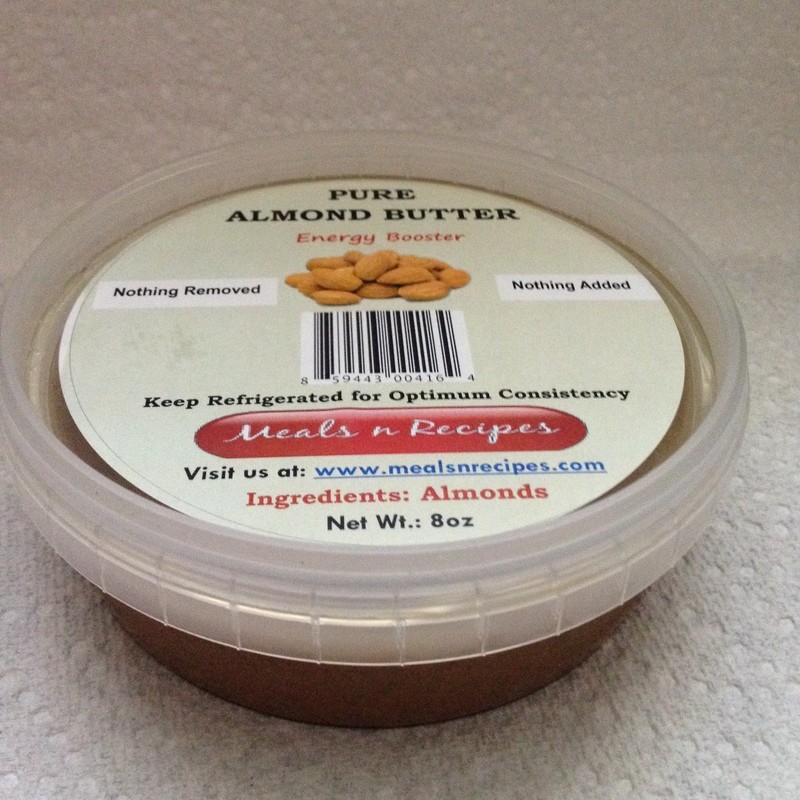 PURE
ALMOND BUTTER
Energy Booster
Nothing Removed
Nothing Added
8 59443 00416 4
Keep Refrigerated for Optimum Consistency
Meals n Recipes
Visit us at: www.mealsnrecipes.com
Ingredients: Almonds
Net Wt.: 8oz